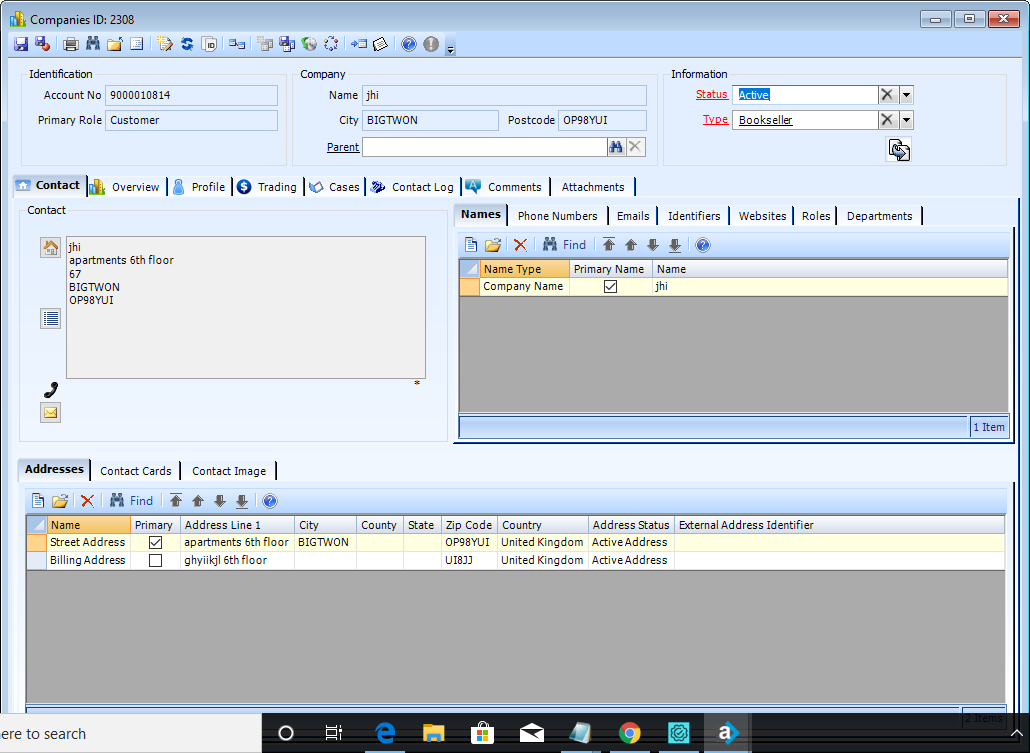 Companies ID: 2308
Identification
Account No 9000010814
Primary Role Customer
Company
Name jhi
City BIGTWON Postcode OP98YUI
Parent
Information
Status Active
Type Bookseller
Contact Overview Profile Trading Cases Contact Log Comments Attachments
Contact
jhi
apartments 6th floor
67
BIGTWON
OP98YUI
*
Names Phone Numbers Emails Identifiers Websites Roles Departments
Find
Name Type Primary Name Name
Company Name jhi
1 Item
Addresses Contact Cards Contact Image
Find
Name Primary Address Line 1 City County State Zip Code Country Address Status External Address Identifier
Street Address apartments 6th floor BIGTWON OP98YUI United Kingdom Active Address
Billing Address ghyiikjl 6th floor UI8JJ United Kingdom Active Address
2 Items
ere to search